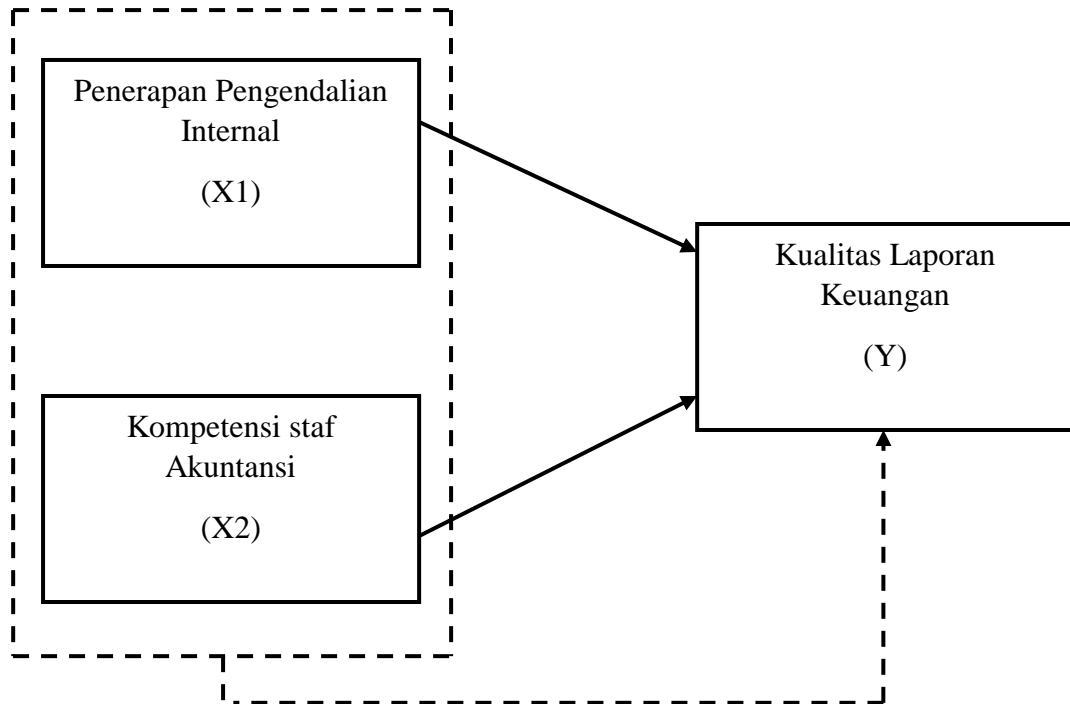 Penerapan Pengendalian
Internal
(X1)
Kualitas Laporan
Keuangan
(Y)
Kompetensi staf
Akuntansi
(X2)